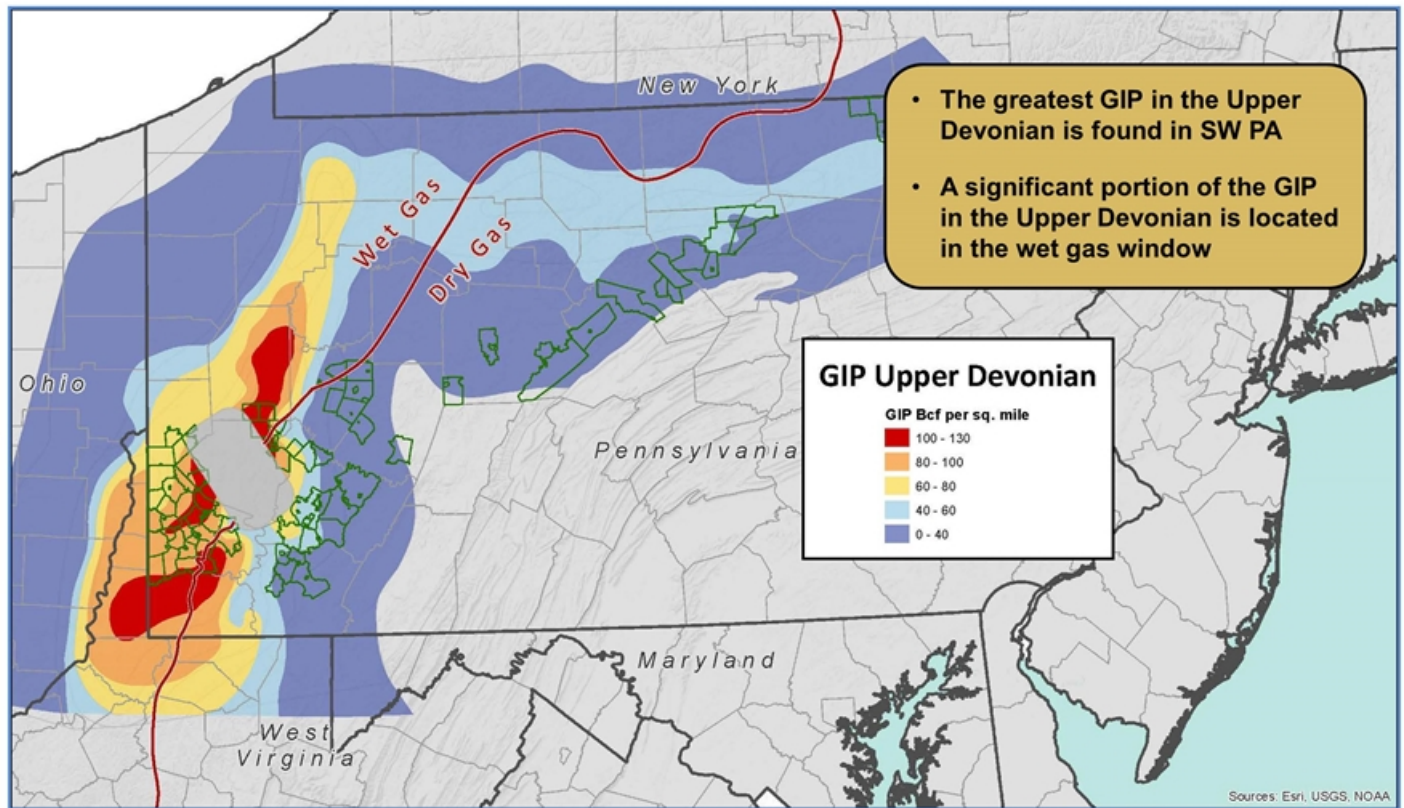 New York
• The greatest GIP in the Upper
Devonian is found in SW PA
• A significant portion of the GIP
in the Upper Devonian is located
in the wet gas window
Wet Gas
Dry Gas
Ohio
GIP Upper Devonian
GIP Bcf per sq. mile
100 - 130
80 - 100
60 - 80
40 - 60
0 - 40
Pennsylvania
Maryland
West
Virginia
Sources: Esri, USGS, NOAA